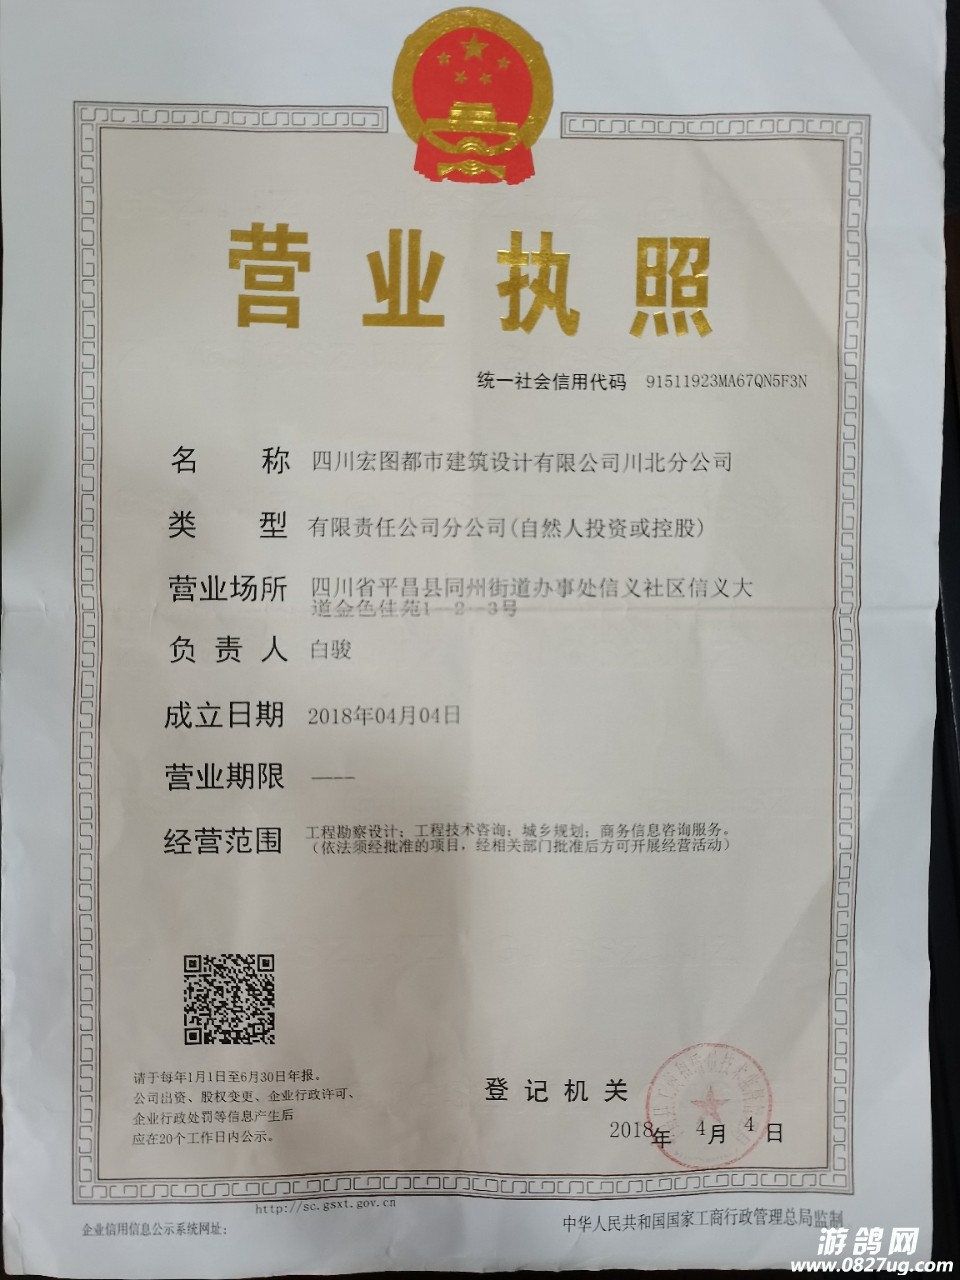 营业执照
统一社会信用代码 91511923MA67QN5F3N
名称 四川宏图都市建筑设计有限公司川北分公司
类型 有限责任公司分公司(自然人投资或控股)
营业场所 四川省平昌县同州街道办事处信义社区信义大
道金色佳苑1-2-3号
负责人 白骏
成立日期 2018年04月04日
营业期限 ——
经营范围 工程勘察设计；工程技术咨询；城乡规划；商务信息咨询服务。
（依法须经批准的项目，经相关部门批准后方可开展经营活动）
请于每年1月1日至6月30日年报。
公司出资、股权变更、企业行政许可、
企业行政处罚等信息产生后
应在20个工作日内公示。
登记机关
2018年 4月 4日
http://sc.gsxt.gov.cn
企业信用信息公示系统网址：
中华人民共和国国家工商行政管理总局监制
游鸽网
www.0827ug.com